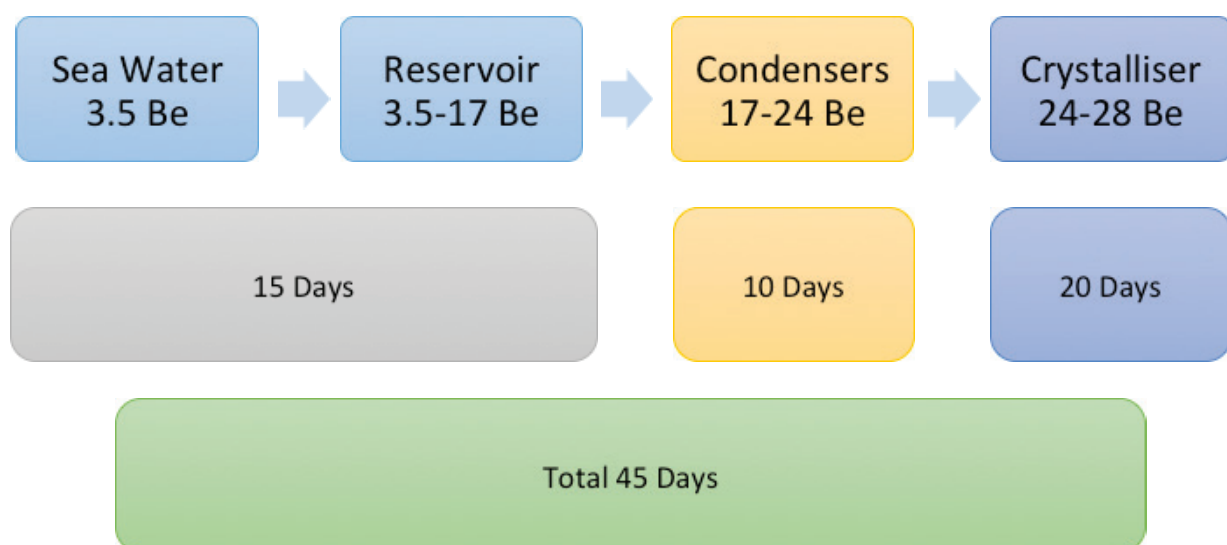 Sea Water
3.5 Be
Reservoir
3.5-17 Be
Condensers
17-24 Be
Crystalliser
24-28 Be
15 Days
10 Days
20 Days
Total 45 Days